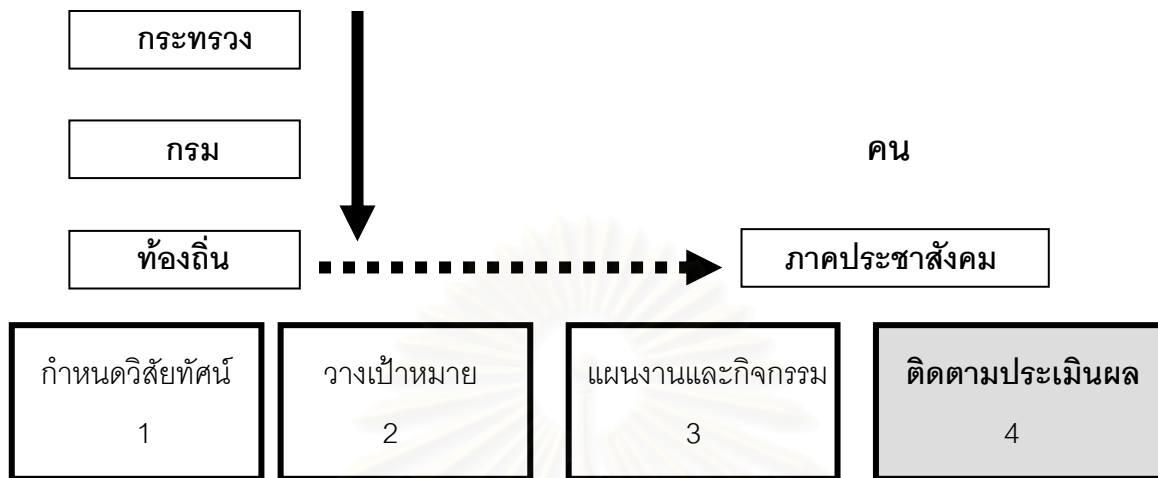 กระทรวง
กรม
คน
ท้องถิ่น
ภาคประชาสังคม
กำหนดวิสัยทัศน์
1
วางเป้าหมาย
2
แผนงานและกิจกรรม
3
ติดตามประเมินผล
4